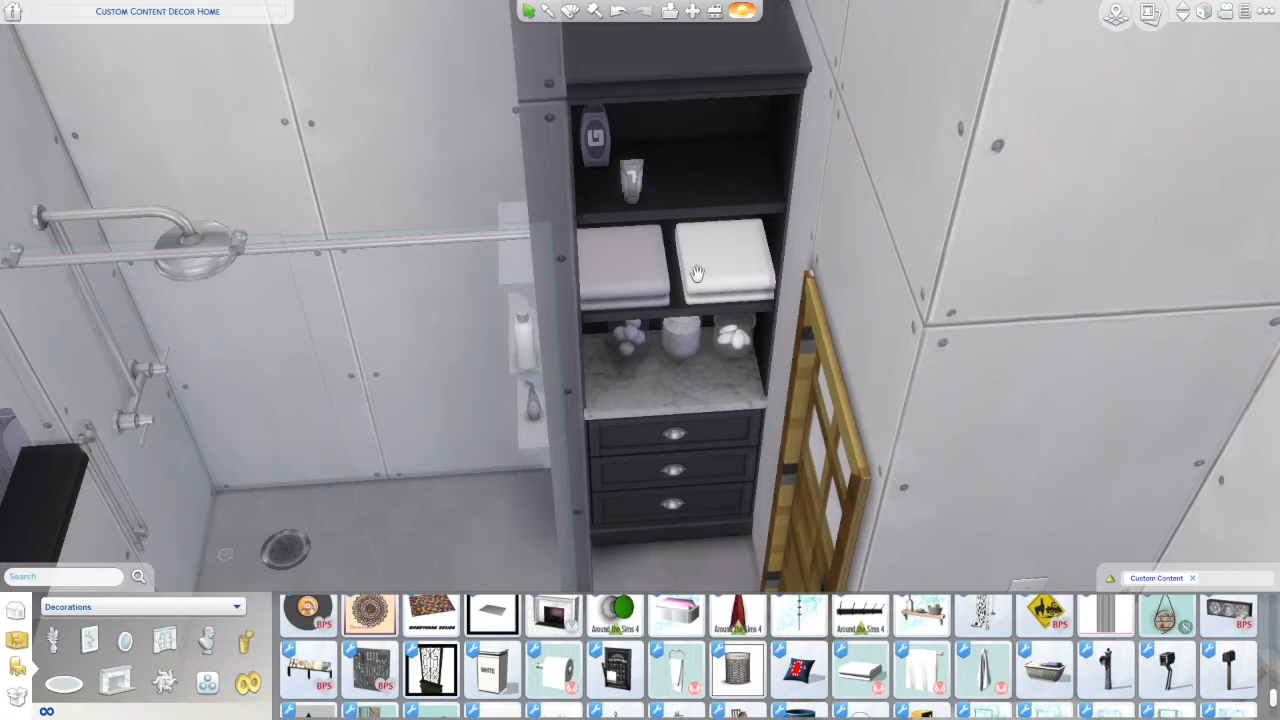 CUSTOM CONTENT DECOR HOME
Search
Custom Content ×
Decorations
BPS
Around the Sims 4
Around the Sims 4
Around the Sims 4
BPS
BPS
BPS
BPS
WHITE